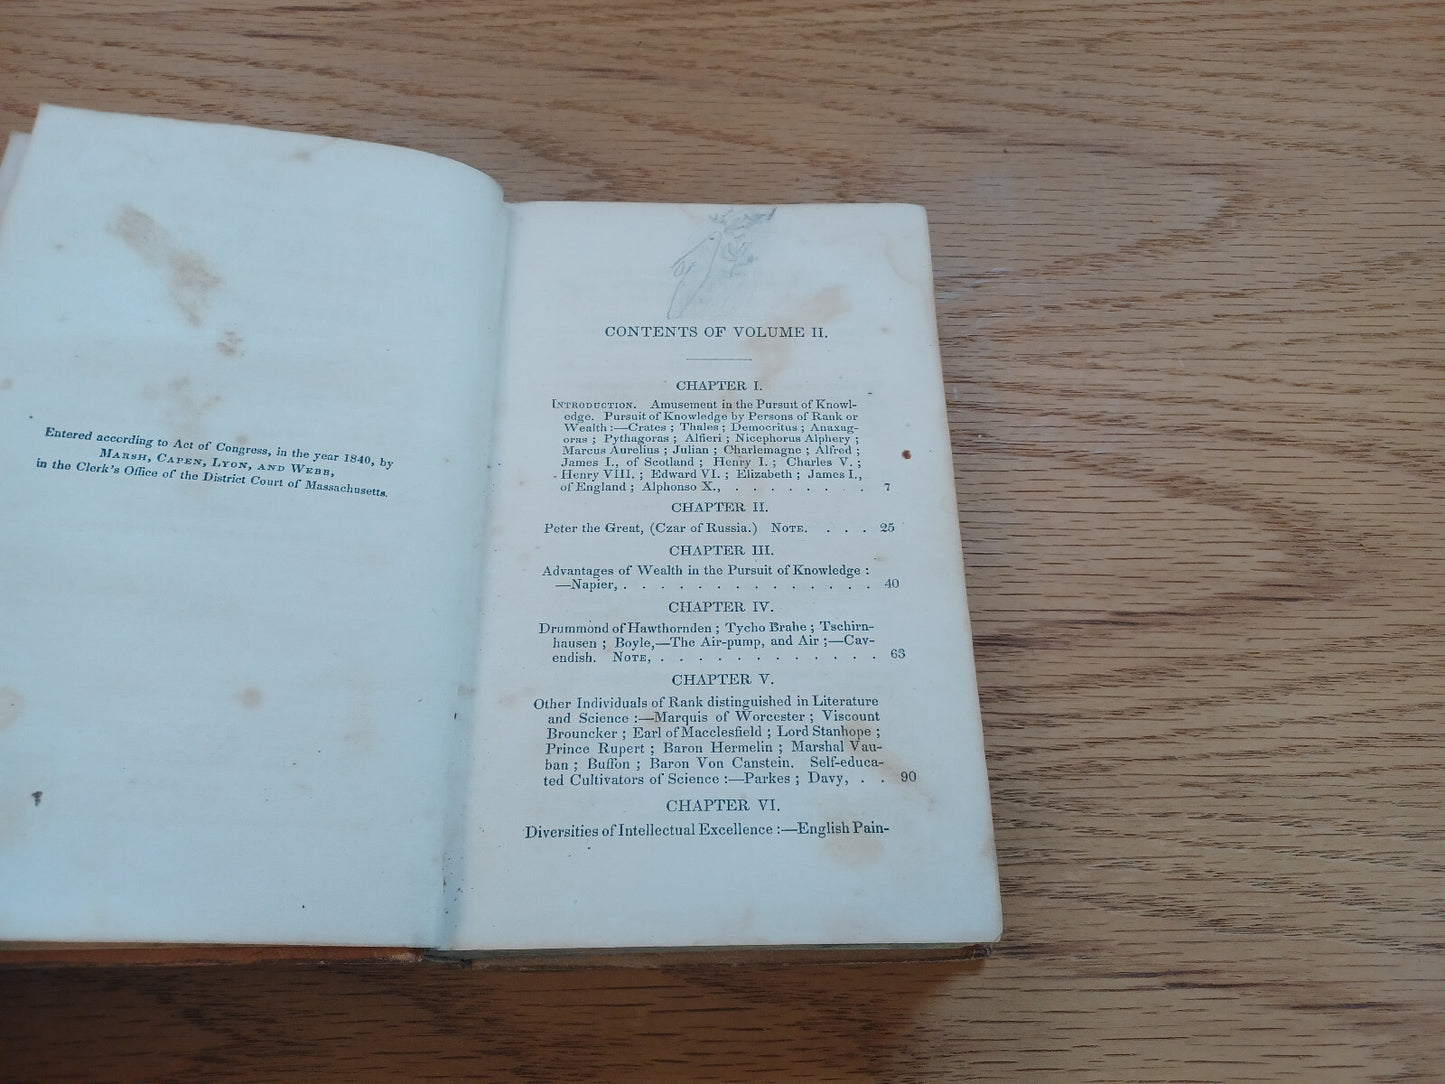 Entered according to Act of Congress, in the year 1840, by
MARSH, CAPEN, LYON, AND WEBB,
in the Clerk's Office of the District Court of Massachusetts.
CONTENTS OF VOLUME II.
CHAPTER I.
INTRODUCTION. Amusement in the Pursuit of Knowl-
edge. Pursuit of Knowledge by Persons of Rank or
Wealth :—Crates ; Thales ; Democritus ; Anaxag-
oras ; Pythagoras ; Alfieri ; Nicephorus Alphery ;
Marcus Aurelius ; Julian ; Charlemagne ; Alfred ;
James I., of Scotland ; Henry I. ; Charles V. ;
Henry VIII. ; Edward VI. ; Elizabeth ; James I.,
of England ; Alphonso X., . . . . . . . . 7
CHAPTER II.
Peter the Great, (Czar of Russia.) NOTE. . . . 25
CHAPTER III.
Advantages of Wealth in the Pursuit of Knowledge :
—Napier, . . . . . . . . . . . . . . 40
CHAPTER IV.
Drummond of Hawthornden ; Tycho Brahe ; Tschirn-
hausen ; Boyle,—The Air-pump, and Air ;—Cav-
endish. NOTE, . . . . . . . . . . . . 63
CHAPTER V.
Other Individuals of Rank distinguished in Literature
and Science :—Marquis of Worcester ; Viscount
Brouncker ; Earl of Macclesfield ; Lord Stanhope ;
Prince Rupert ; Baron Hermelin ; Marshal Vau-
ban ; Buffon ; Baron Von Canstein. Self-educa-
ted Cultivators of Science :—Parkes ; Davy, . . 90
CHAPTER VI.
Diversities of Intellectual Excellence :—English Pain-